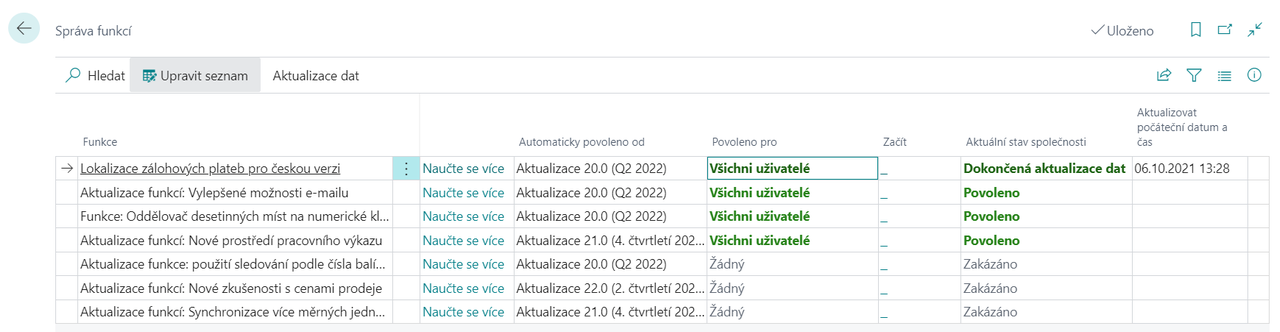 Správa funkcí
Uloženo
Hledat Upravit seznam Aktualizace dat
Funkce Automaticky povoleno od Povoleno pro Začít Aktuální stav společnosti Aktualizovat počáteční datum a čas
Lokalizace zálohových plateb pro českou verzi Naučte se více Aktualizace 20.0 (Q2 2022) Všichni uživatelé _ Dokončená aktualizace dat 06.10.2021 13:28
Aktualizace funkcí: Vylepšené možnosti e-mailu Naučte se více Aktualizace 20.0 (Q2 2022) Všichni uživatelé _ Povoleno
Funkce: Oddělovač desetinných míst na numerické kl... Naučte se více Aktualizace 20.0 (Q2 2022) Všichni uživatelé _ Povoleno
Aktualizace funkcí: Nové prostředí pracovního výkazu Naučte se více Aktualizace 21.0 (4. čtvrtletí 202... Všichni uživatelé _ Povoleno
Aktualizace funkce: použití sledování podle čísla balí... Naučte se více Aktualizace 20.0 (Q2 2022) Žádný _ Zakázáno
Aktualizace funkcí: Nové zkušenosti s cenami prodeje Naučte se více Aktualizace 22.0 (2. čtvrtletí 202... Žádný _ Zakázáno
Aktualizace funkcí: Synchronizace více měrných jedn... Naučte se více Aktualizace 21.0 (4. čtvrtletí 202... Žádný _ Zakázáno